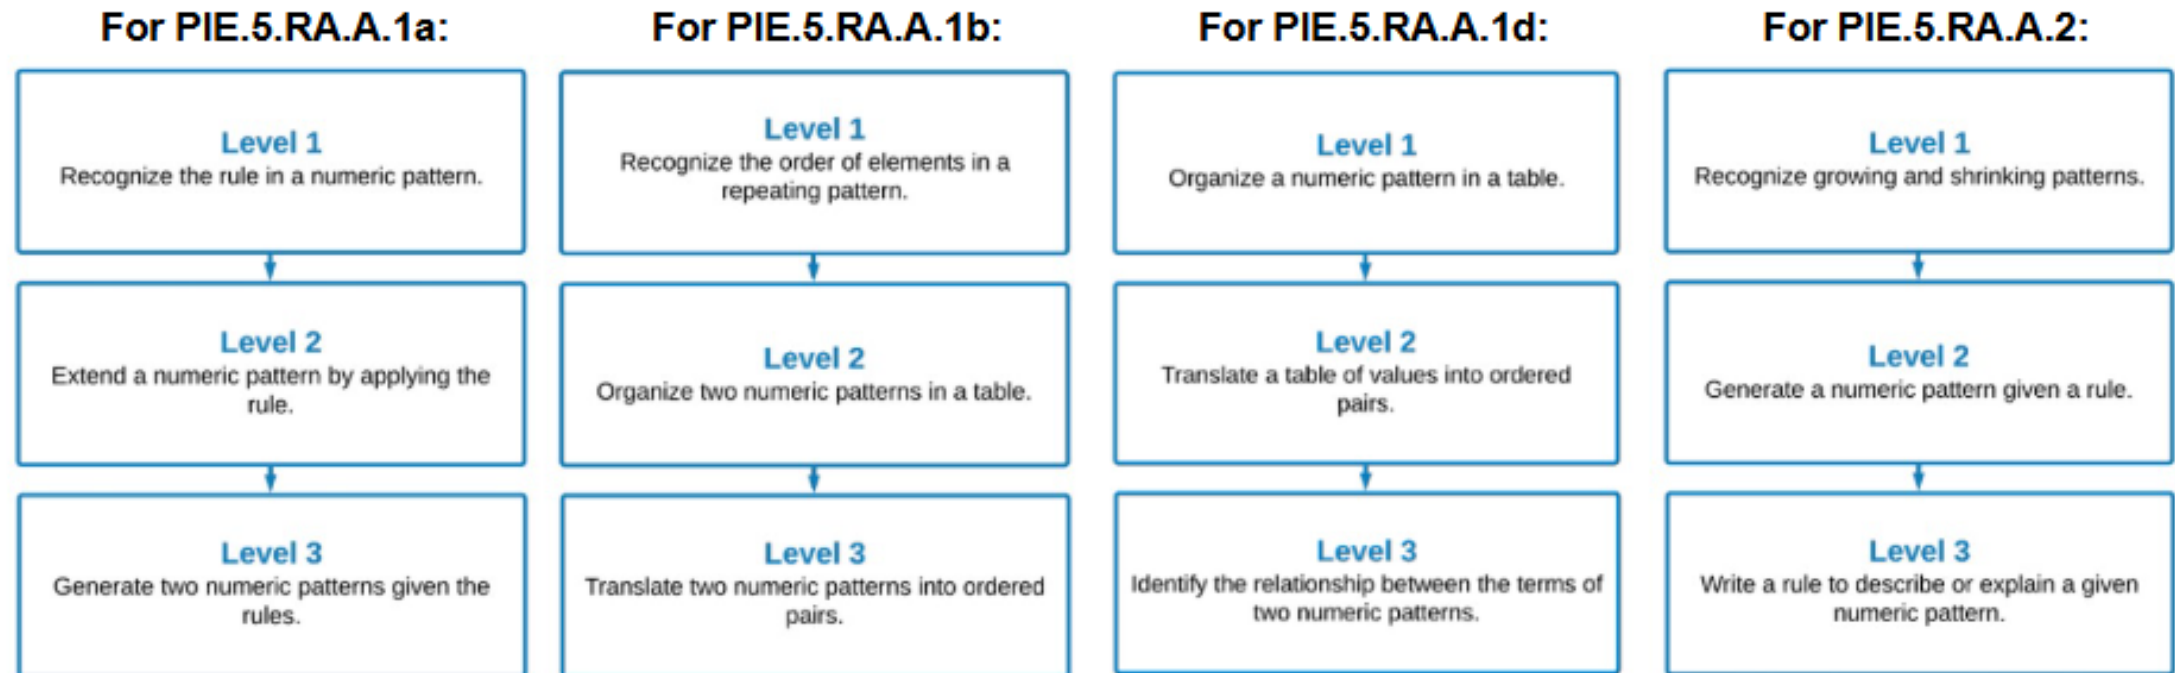 For PIE.5.RA.A.1a:
Level 1
Recognize the rule in a numeric pattern.
Level 2
Extend a numeric pattern by applying the
rule.
Level 3
Generate two numeric patterns given the
rules.
For PIE.5.RA.A.1b:
Level 1
Recognize the order of elements in a
repeating pattern.
Level 2
Organize two numeric patterns in a table.
Level 3
Translate two numeric patterns into ordered
pairs.
For PIE.5.RA.A.1d:
Level 1
Organize a numeric pattern in a table.
Level 2
Translate a table of values into ordered
pairs.
Level 3
Identify the relationship between the terms of
two numeric patterns.
For PIE.5.RA.A.2:
Level 1
Recognize growing and shrinking patterns.
Level 2
Generate a numeric pattern given a rule.
Level 3
Write a rule to describe or explain a given
numeric pattern.